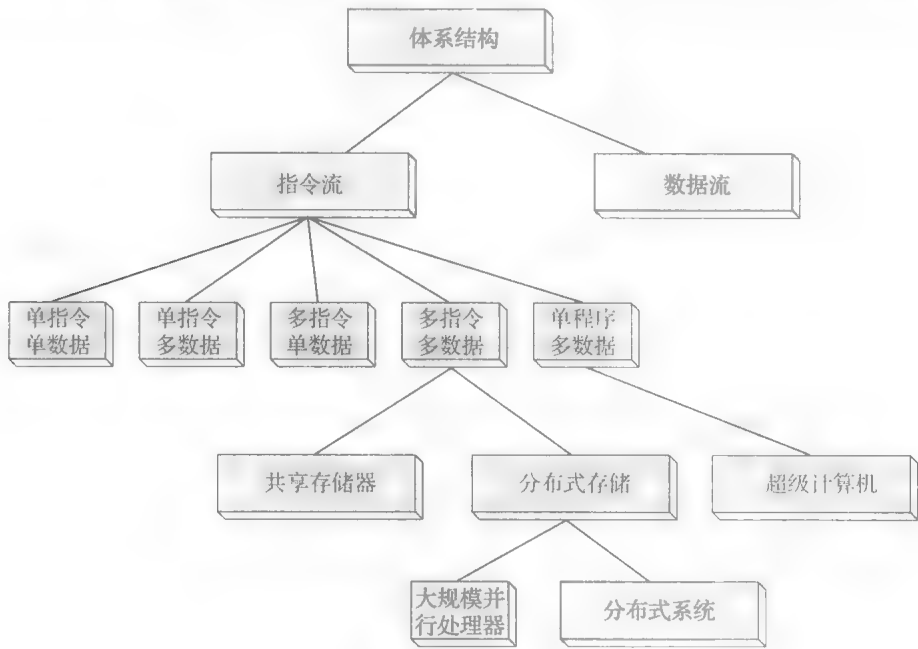 体系结构
指令流
数据流
单指令
单数据
单指令
多数据
多指令
单数据
多指令
多数据
单程序
多数据
共享存储器
分布式存储
超级计算机
大规模并
行处理器
分布式系统